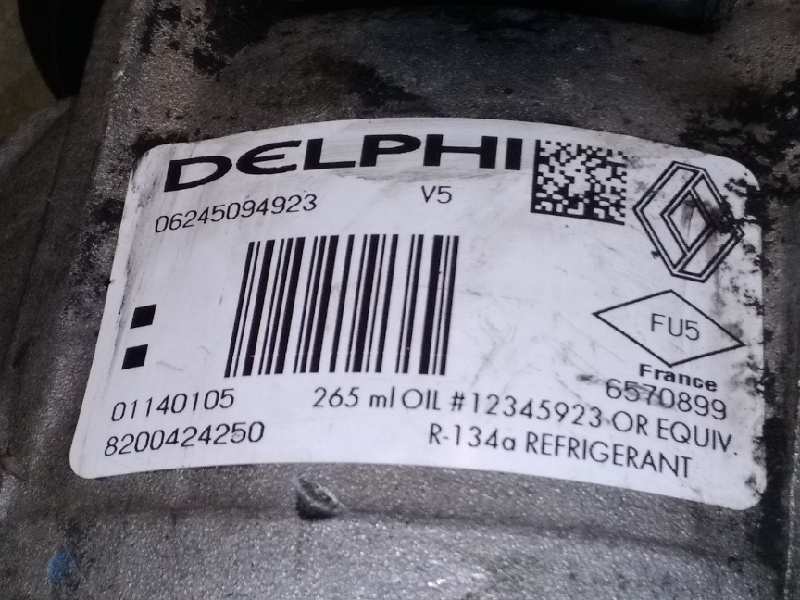 DELPHI
06245094923 V5
FU5
France
6570899
01140105 265 ml OIL #12345923 OR EQUIV.
8200424250 R-134a REFRIGERANT